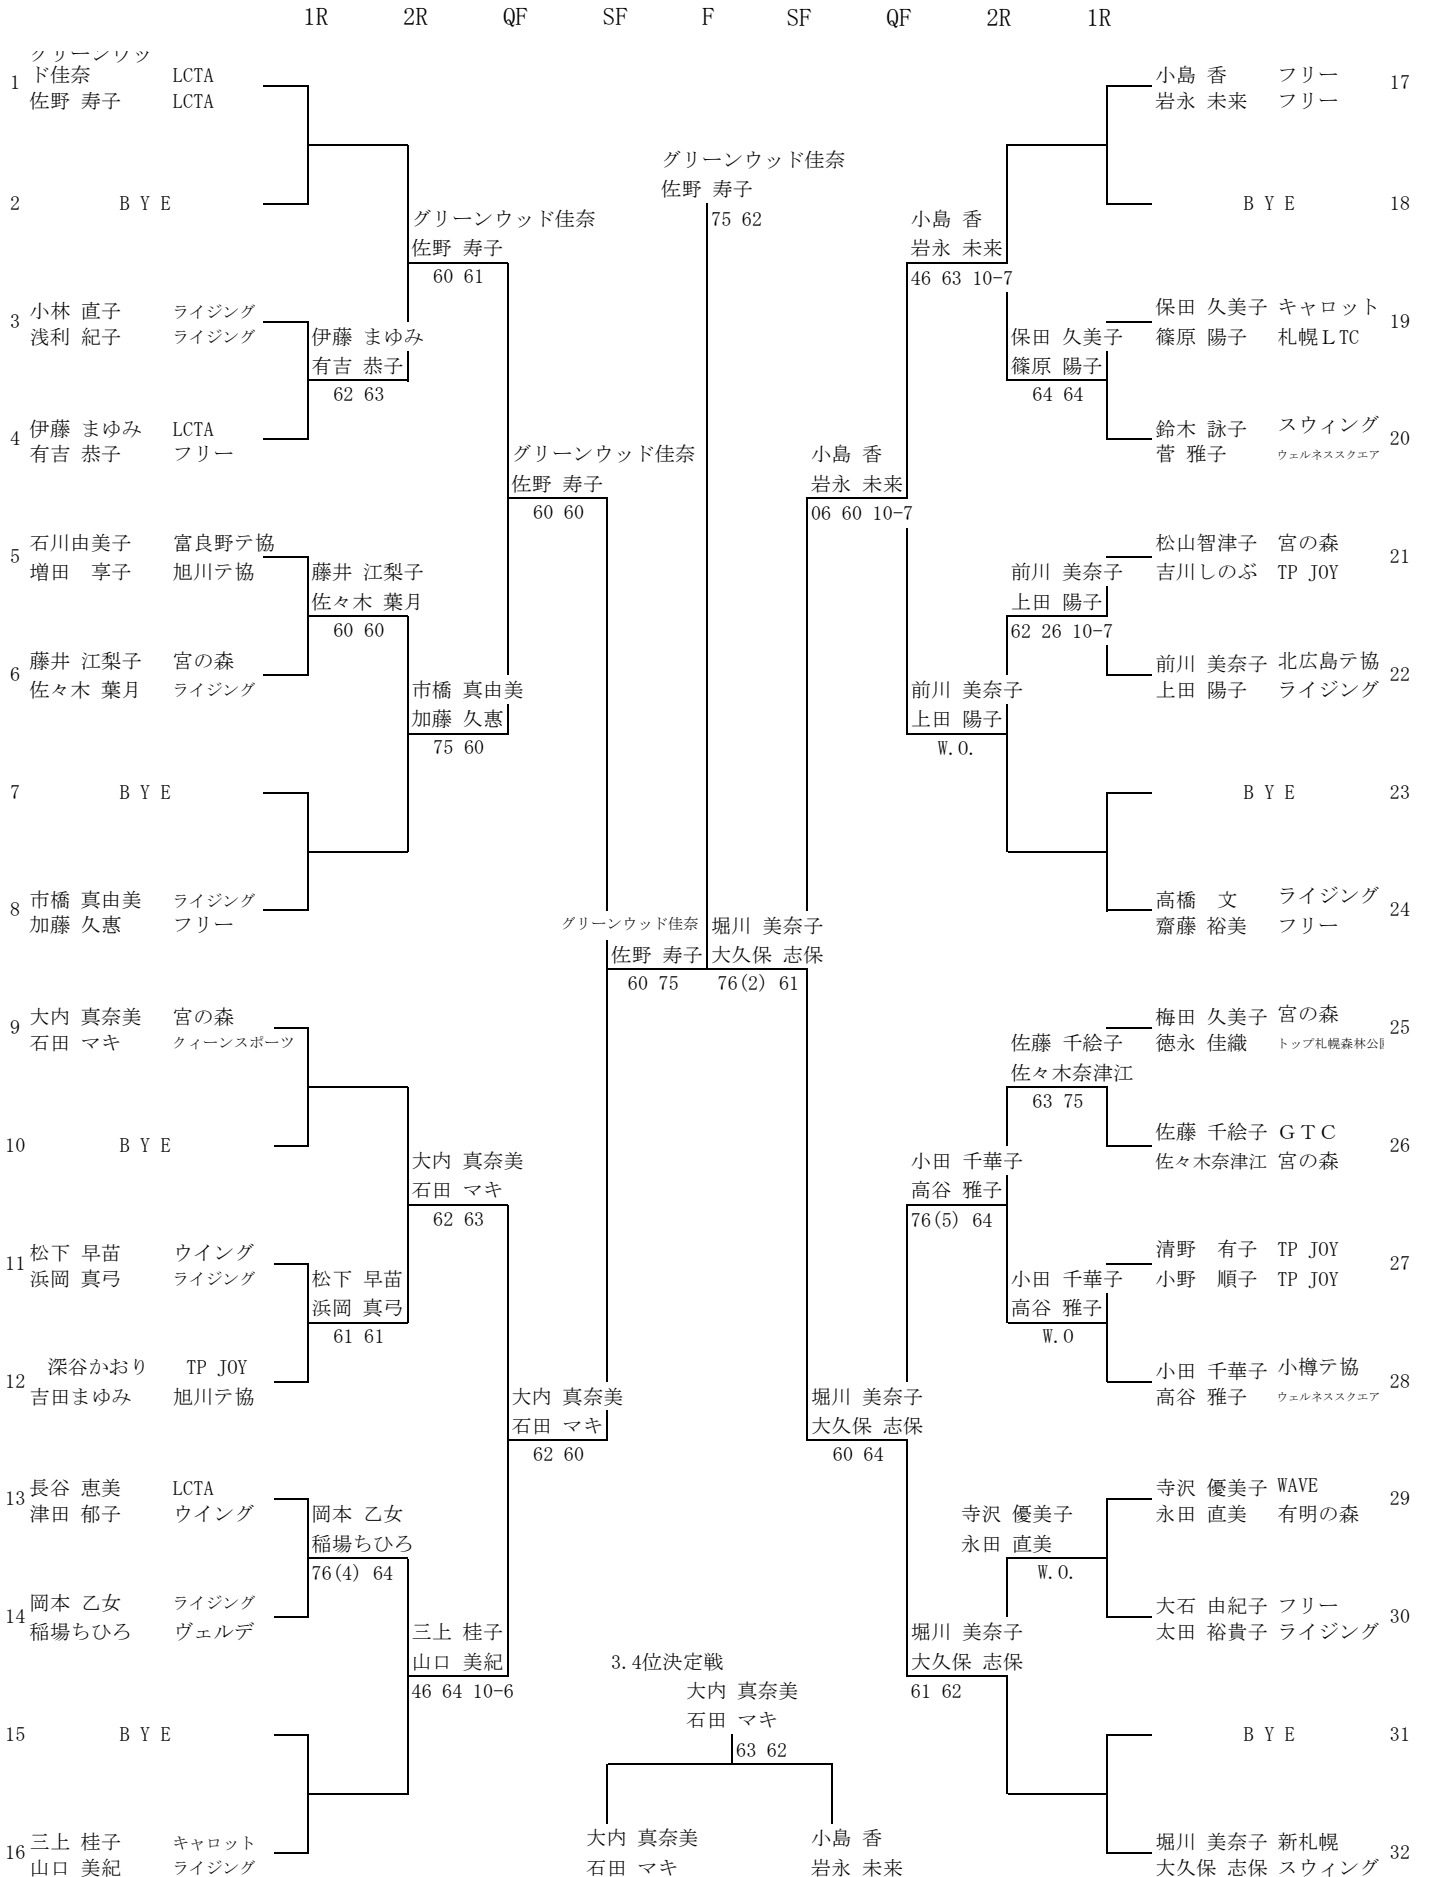 1R 2R QF SF F SF QF 2R 1R
グリーンウッ
1 ド佳奈 LCTA
佐野 寿子 LCTA
2 B Y E
3 小林 直子 ライジング
浅利 紀子 ライジング
4 伊藤 まゆみ LCTA
有吉 恭子 フリー
5 石川由美子 富良野テ協
増田 享子 旭川テ協
6 藤井 江梨子 宮の森
佐々木 葉月 ライジング
7 B Y E
8 市橋 真由美 ライジング
加藤 久惠 フリー
9 大内 真奈美 宮の森
石田 マキ クィーンスポーツ
10 B Y E
11 松下 早苗 ウイング
浜岡 真弓 ライジング
12 深谷かおり TP JOY
吉田まゆみ 旭川テ協
13 長谷 恵美 LCTA
津田 郁子 ウイング
14 岡本 乙女 ライジング
稲場ちひろ ヴェルデ
15 B Y E
16 三上 桂子 キャロット
山口 美紀 ライジング
伊藤 まゆみ
有吉 恭子
62 63
藤井 江梨子
佐々木 葉月
60 60
松下 早苗
浜岡 真弓
61 61
岡本 乙女
稲場ちひろ
76(4) 64
グリーンウッド佳奈
佐野 寿子
60 61
市橋 真由美
加藤 久惠
75 60
大内 真奈美
石田 マキ
62 63
三上 桂子
山口 美紀
46 64 10-6
グリーンウッド佳奈
佐野 寿子
60 60
大内 真奈美
石田 マキ
62 60
グリーンウッド佳奈
佐野 寿子
60 75
グリーンウッド佳奈
佐野 寿子
75 62
堀川 美奈子
大久保 志保
76(2) 61
小島 香
岩永 未来
06 60 10-7
堀川 美奈子
大久保 志保
60 64
小島 香
岩永 未来
46 63 10-7
前川 美奈子
上田 陽子
W.O.
小田 千華子
高谷 雅子
76(5) 64
堀川 美奈子
大久保 志保
61 62
保田 久美子
篠原 陽子
64 64
前川 美奈子
上田 陽子
62 26 10-7
佐藤 千絵子
佐々木奈津江
63 75
小田 千華子
高谷 雅子
W.O
寺沢 優美子
永田 直美
W.O.
小島 香 フリー 17
岩永 未来 フリー
B Y E 18
保田 久美子 キャロット 19
篠原 陽子 札幌ＬTC
鈴木 詠子 スウィング 20
菅 雅子 ウェルネススクエア
松山智津子 宮の森 21
吉川しのぶ TP JOY
前川 美奈子 北広島テ協 22
上田 陽子 ライジング
B Y E 23
高橋 文 ライジング 24
齋藤 裕美 フリー
梅田 久美子 宮の森 25
徳永 佳織 トップ札幌森林公
佐藤 千絵子 ＧＴＣ 26
佐々木奈津江 宮の森
清野 有子 TP JOY 27
小野 順子 TP JOY
小田 千華子 小樽テ協 28
高谷 雅子 ウェルネススクエア
寺沢 優美子 WAVE 29
永田 直美 有明の森
大石 由紀子 フリー 30
太田 裕貴子 ライジング
B Y E 31
堀川 美奈子 新札幌 32
大久保 志保 スウィング
3.4位決定戦
大内 真奈美
石田 マキ
63 62
大内 真奈美 小島 香
石田 マキ 岩永 未来